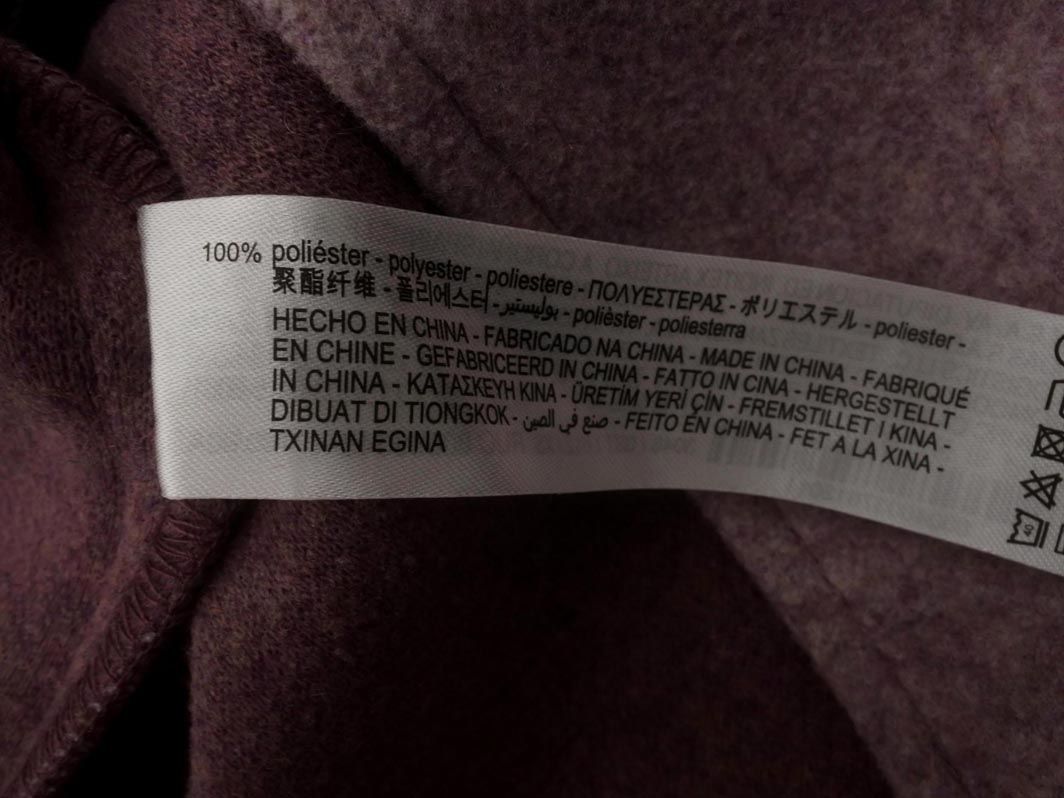 100% poliéster - polyester - poliestere - ΠΟΛΥΕΣΤΕΡΑΣ - ポリエステル - poliester -
聚酯纤维 - 폴리에스터 - بوليستير - polièster - poliesterra
HECHO EN CHINA - FABRICADO NA CHINA - MADE IN CHINA - FABRIQUÉ
EN CHINE - GEFABRICEERD IN CHINA - FATTO IN CINA - HERGESTELLT
IN CHINA - ΚΑΤΑΣΚΕΥΗ ΚΙΝΑ - ÜRETİM YERİ ÇİN - FREMSTILLET I KINA -
DIBUAT DI TIONGKOK - صنع في الصين - FEITO EN CHINA - FET A LA XINA -
TXINAN EGINA
40